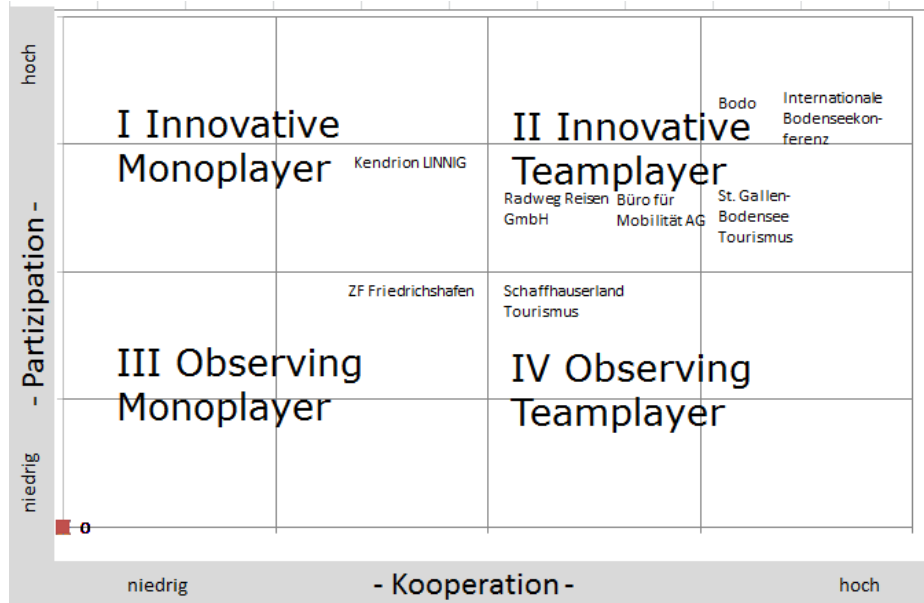 hoch
- Partizipation -
niedrig
I Innovative
Monoplayer
Kendrion LINNIG
II Innovative
Teamplayer
Bodo
Internationale
Bodenseekon-
ferenz
Radweg Reisen
GmbH
Büro für
Mobilität AG
St. Gallen-
Bodensee
Tourismus
ZF Friedrichshafen
Schaffhauserland
Tourismus
III Observing
Monoplayer
IV Observing
Teamplayer
0
niedrig
- Kooperation -
hoch